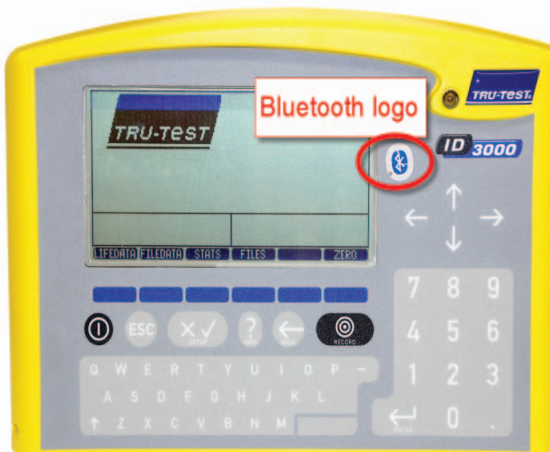 Bluetooth logo
TRU-TEST.
TRU-TEST
ID 3000
LIFEDATA FILEDATA STATS FILES ZERO
7 8 9
ESC
?
RECORD
4 5 6
Q W E R T Y U I O P -
1 2 3
A S D F G H J K L
Z X C V B N M
0 .